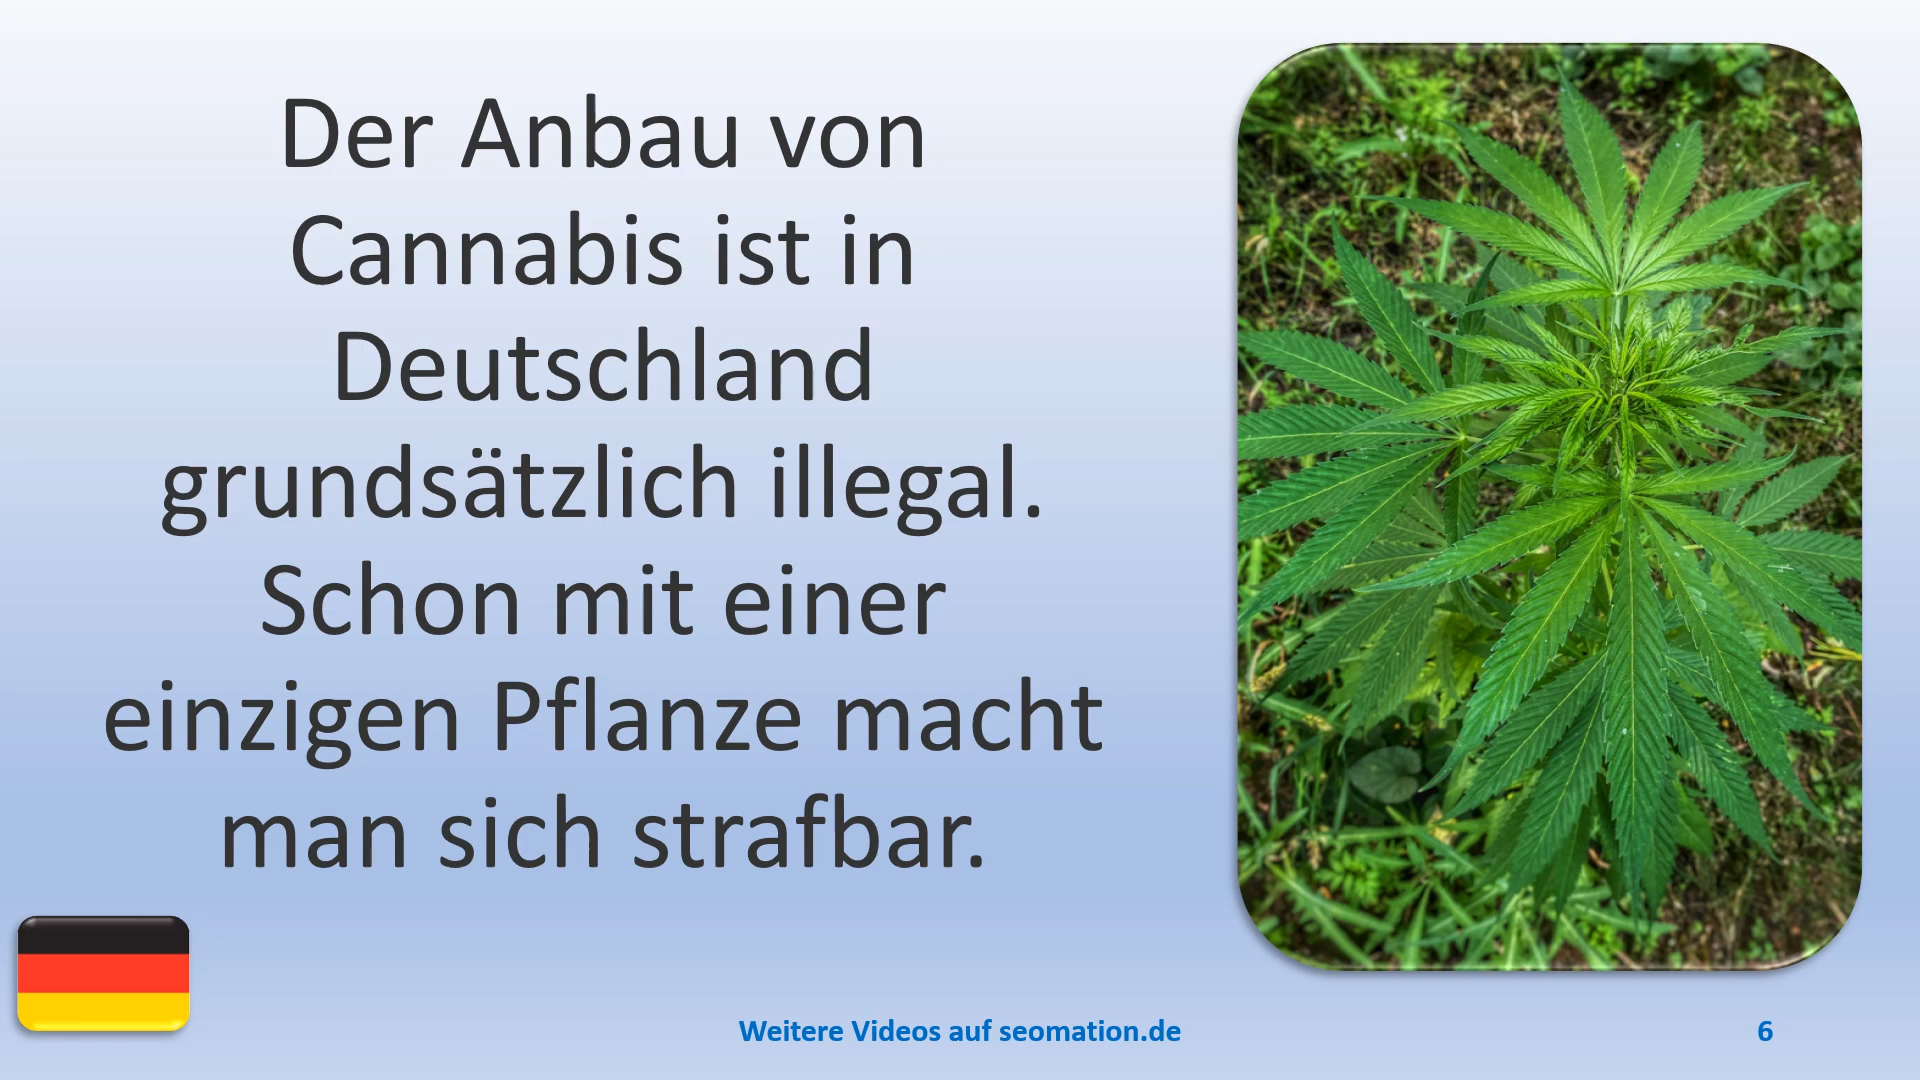 Der Anbau von
Cannabis ist in
Deutschland
grundsätzlich illegal.
Schon mit einer
einzigen Pflanze macht
man sich strafbar.
Weitere Videos auf seomation.de
6